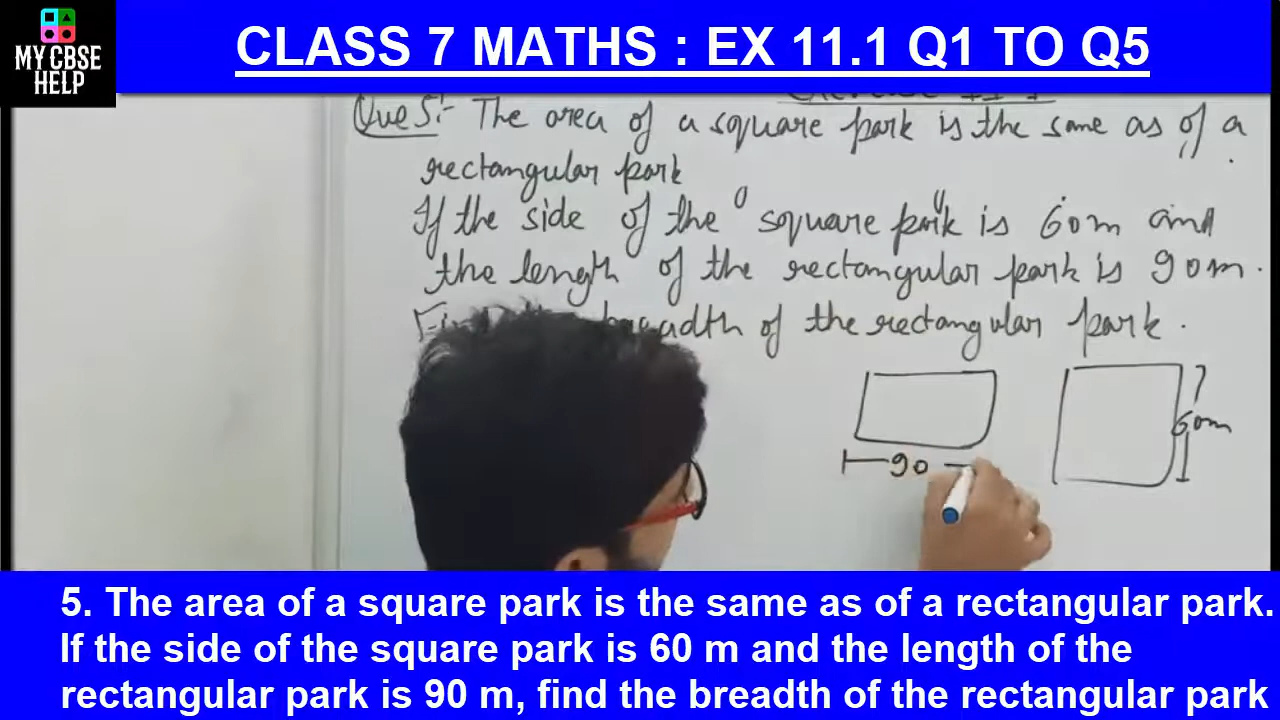 MY CBSE
HELP
CLASS 7 MATHS : EX 11.1 Q1 TO Q5
Que 5:- The area of a square park is the same as of a
rectangular park
If the side of the square park is 60m and
the length of the rectangular park is 90m.
Find breadth of the rectangular park.
60m
90
5. The area of a square park is the same as of a rectangular park.
If the side of the square park is 60 m and the length of the
rectangular park is 90 m, find the breadth of the rectangular park